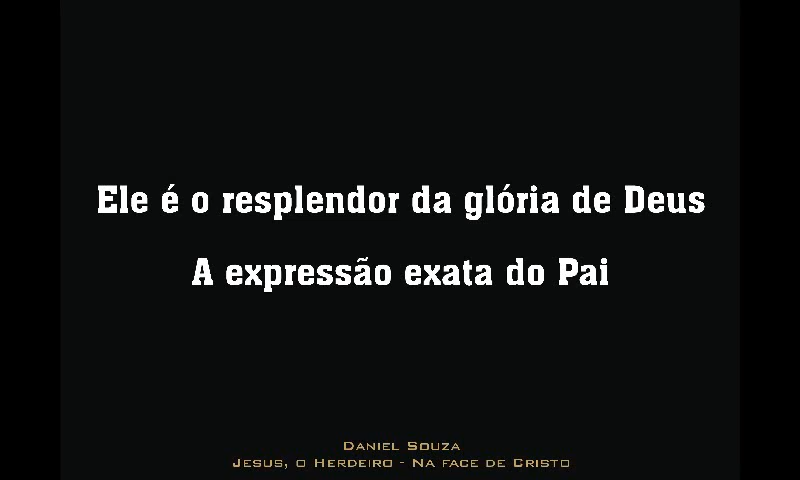 Ele é o resplendor da glória de Deus
A expressão exata do Pai
Daniel Souza
Jesus, o Herdeiro - Na face de Cristo